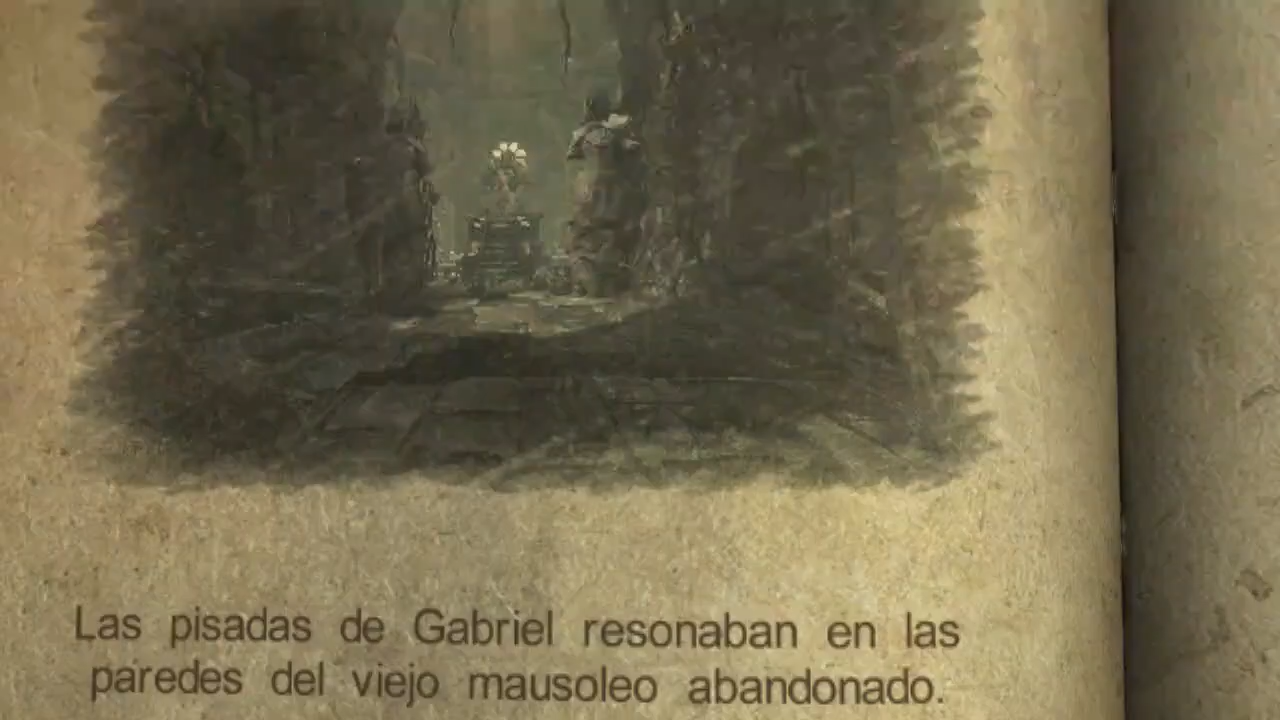 Las pisadas de Gabriel resonaban en las
paredes del viejo mausoleo abandonado.